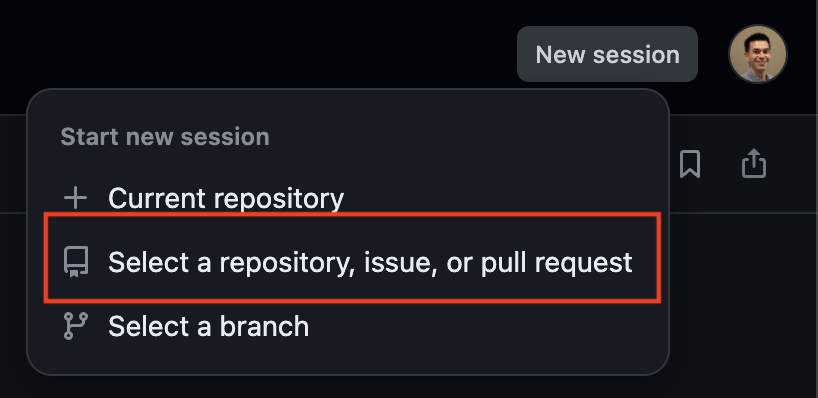 New session
Start new session
Current repository
Select a repository, issue, or pull request
Select a branch